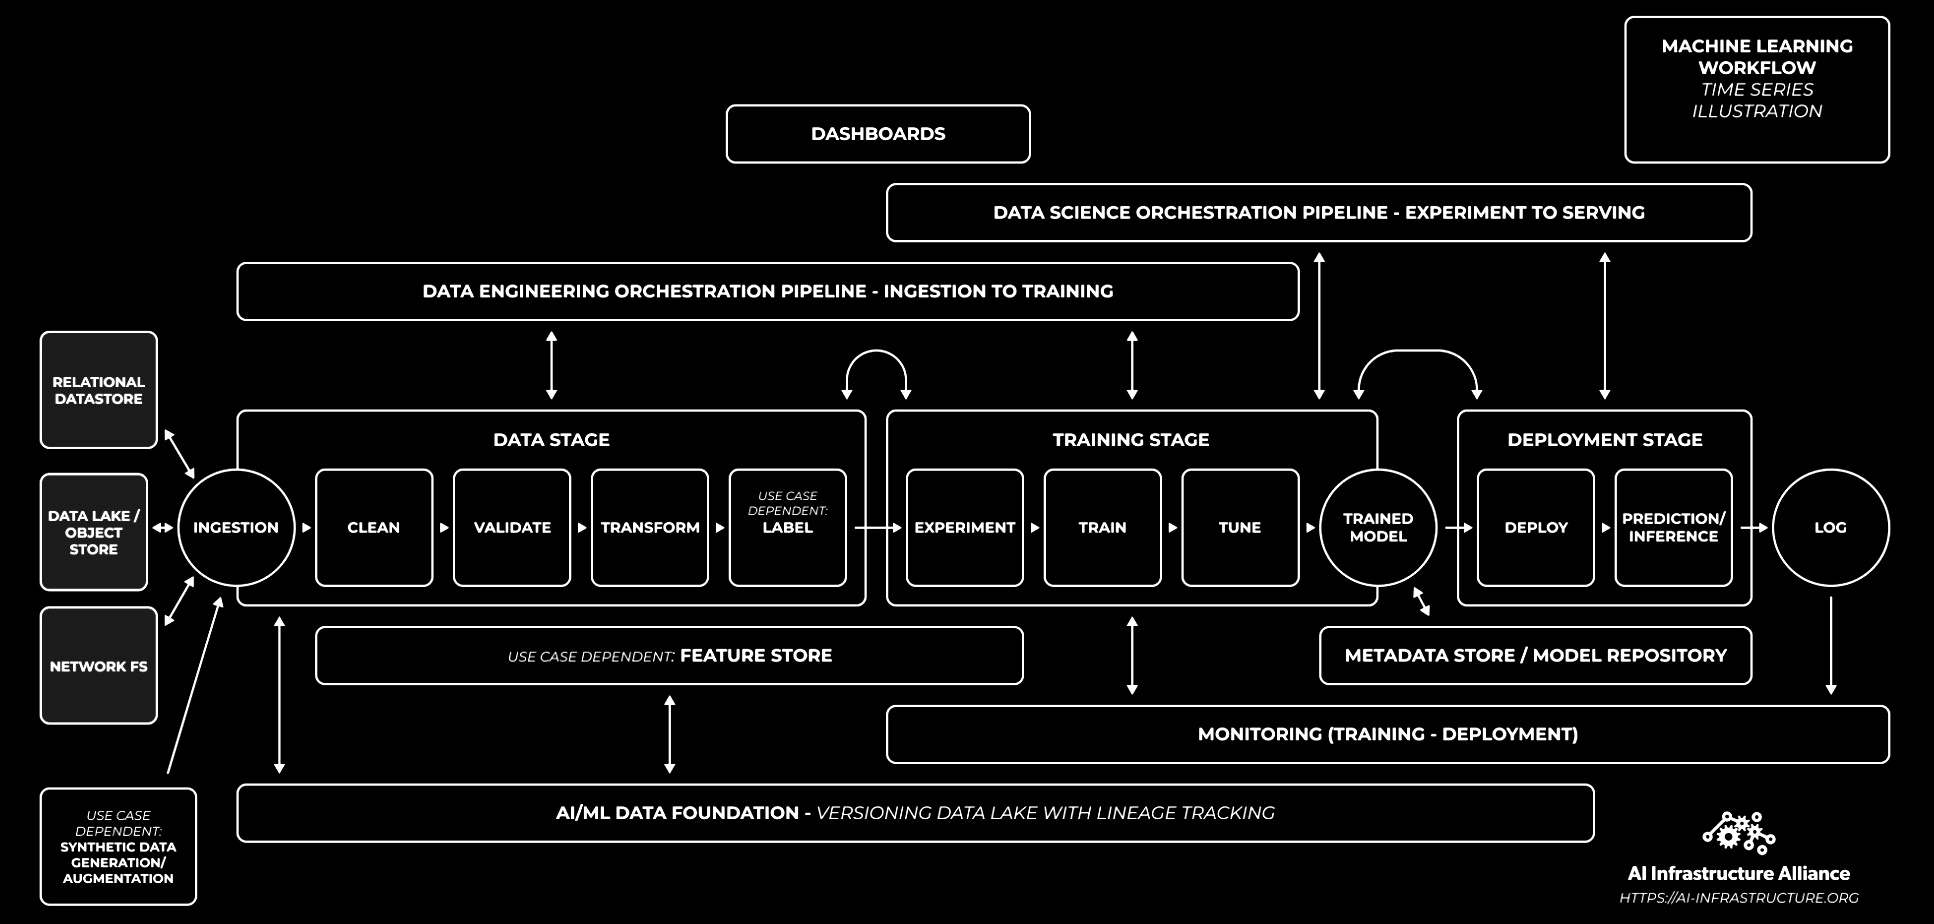 MACHINE LEARNING
WORKFLOW
TIME SERIES
ILLUSTRATION
DASHBOARDS
DATA SCIENCE ORCHESTRATION PIPELINE - EXPERIMENT TO SERVING
DATA ENGINEERING ORCHESTRATION PIPELINE - INGESTION TO TRAINING
RELATIONAL
DATASTORE
DATA LAKE /
OBJECT
STORE
NETWORK FS
INGESTION
DATA STAGE
CLEAN
VALIDATE
TRANSFORM
USE CASE
DEPENDENT:
LABEL
TRAINING STAGE
EXPERIMENT
TRAIN
TUNE
TRAINED
MODEL
DEPLOYMENT STAGE
DEPLOY
PREDICTION/
INFERENCE
LOG
USE CASE DEPENDENT: FEATURE STORE
METADATA STORE / MODEL REPOSITORY
MONITORING (TRAINING - DEPLOYMENT)
USE CASE
DEPENDENT:
SYNTHETIC DATA
GENERATION/
AUGMENTATION
AI/ML DATA FOUNDATION - VERSIONING DATA LAKE WITH LINEAGE TRACKING
AI Infrastructure Alliance
HTTPS://AI-INFRASTRUCTURE.ORG